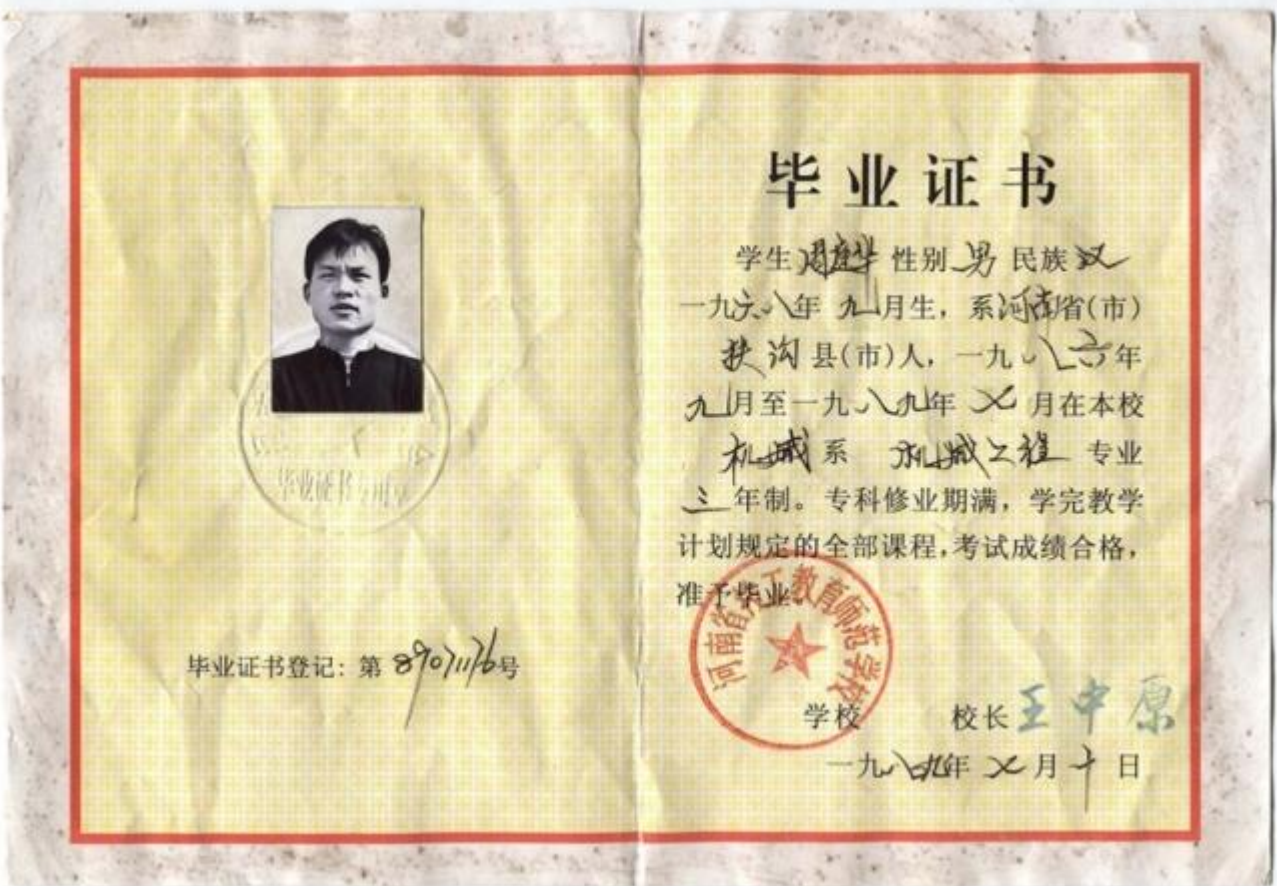 毕业证书登记: 第89071176号
毕业证书专用章
毕业证书
学生 性别 男 民族 汉
一九六八年 九月生, 系河南省(市)
扶沟县(市)人, 一九八六年
九月至一九八九年 七月在本校
机械系 机械工程 专业
三年制。专科修业期满, 学完教学
计划规定的全部课程, 考试成绩合格,
准予毕业。
河南省 工教育师范学校
学校 校长 王中原
一九八九年 七月十日